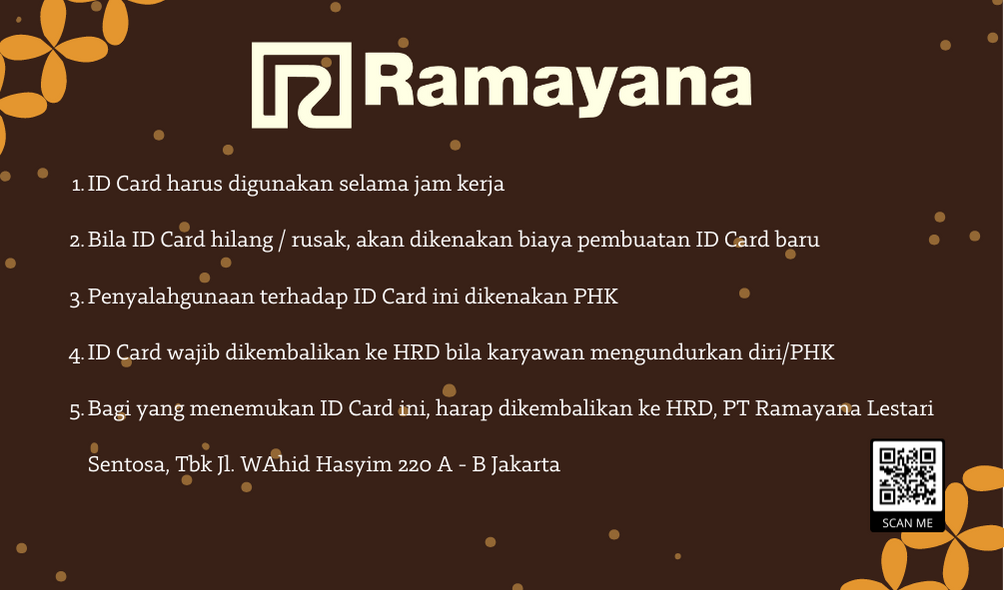 Ramayana
1. ID Card harus digunakan selama jam kerja
2. Bila ID Card hilang / rusak, akan dikenakan biaya pembuatan ID Card baru
3. Penyalahgunaan terhadap ID Card ini dikenakan PHK
4. ID Card wajib dikembalikan ke HRD bila karyawan mengundurkan diri/PHK
5. Bagi yang menemukan ID Card ini, harap dikembalikan ke HRD, PT Ramayana Lestari
Sentosa, Tbk Jl. WAhid Hasyim 220 A - B Jakarta
SCAN ME